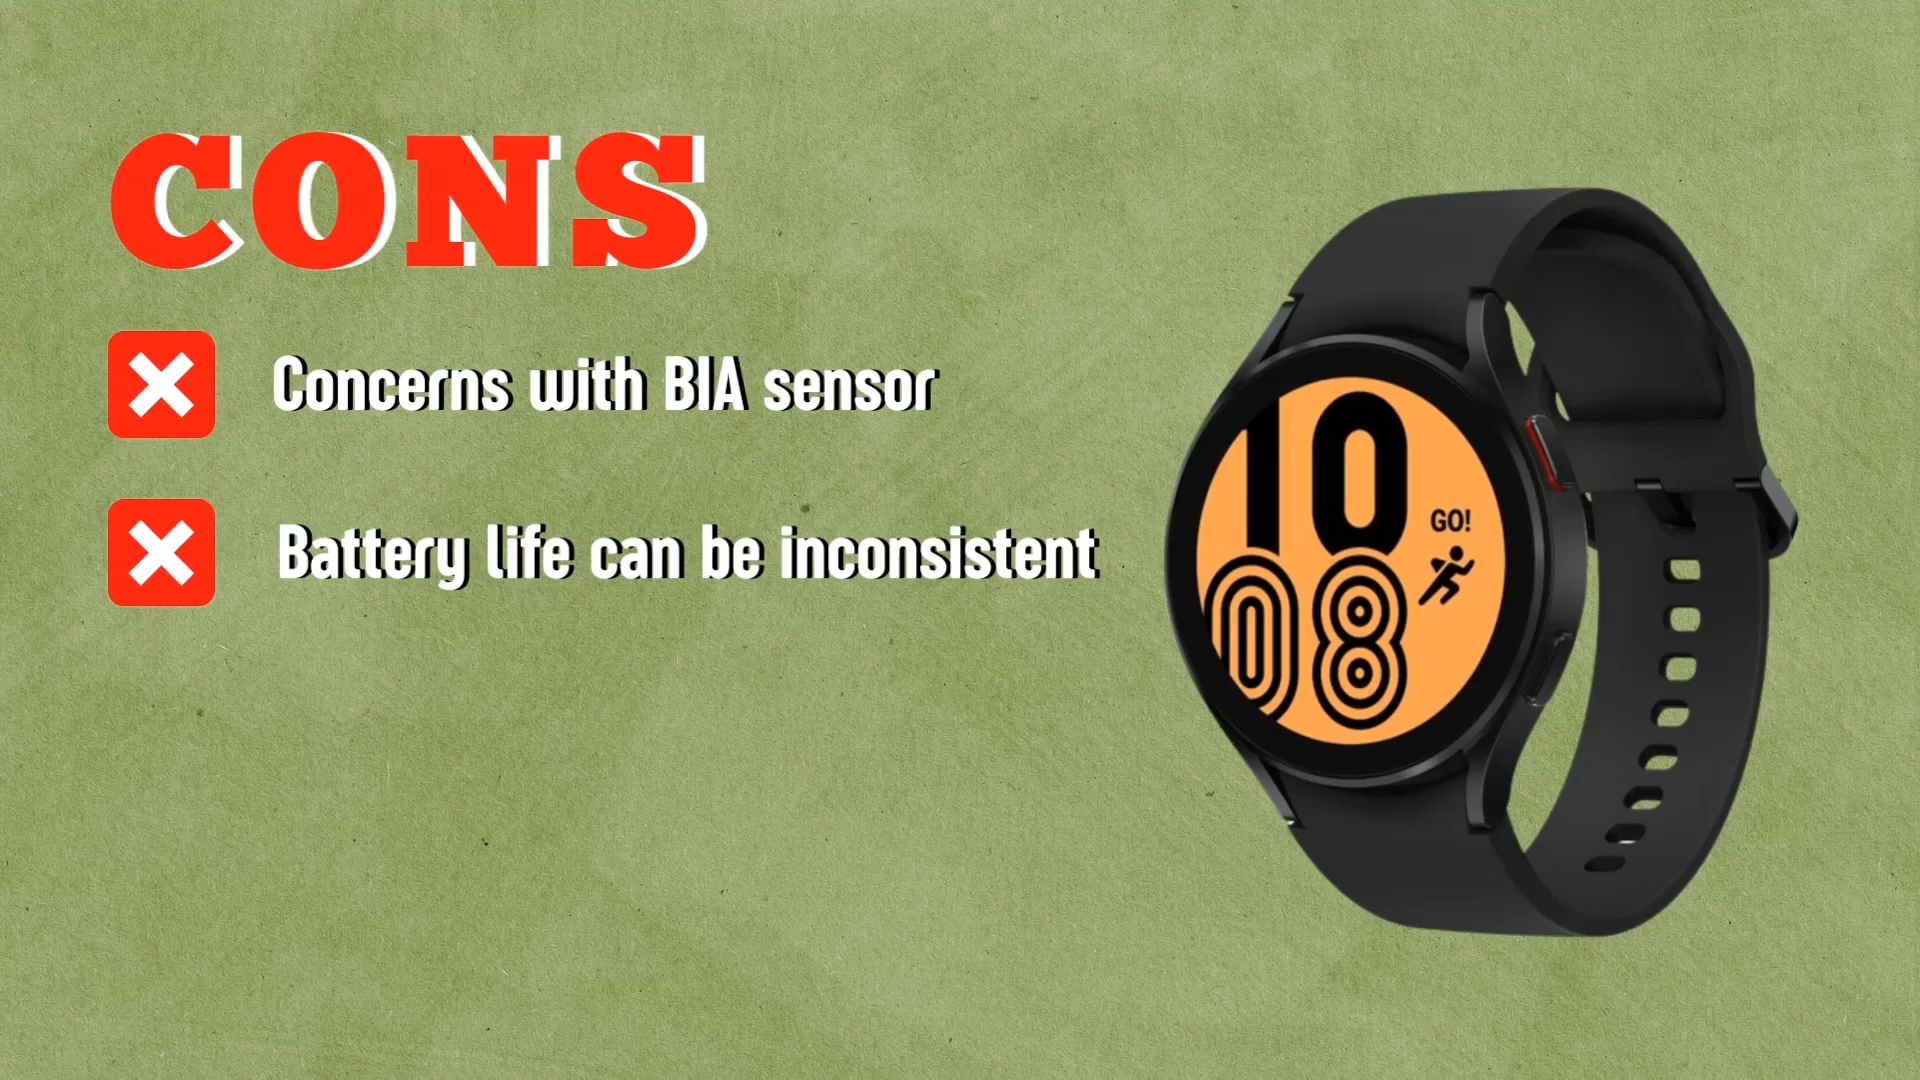 CONS
Concerns with BIA sensor
Battery life can be inconsistent
10
GO!
08